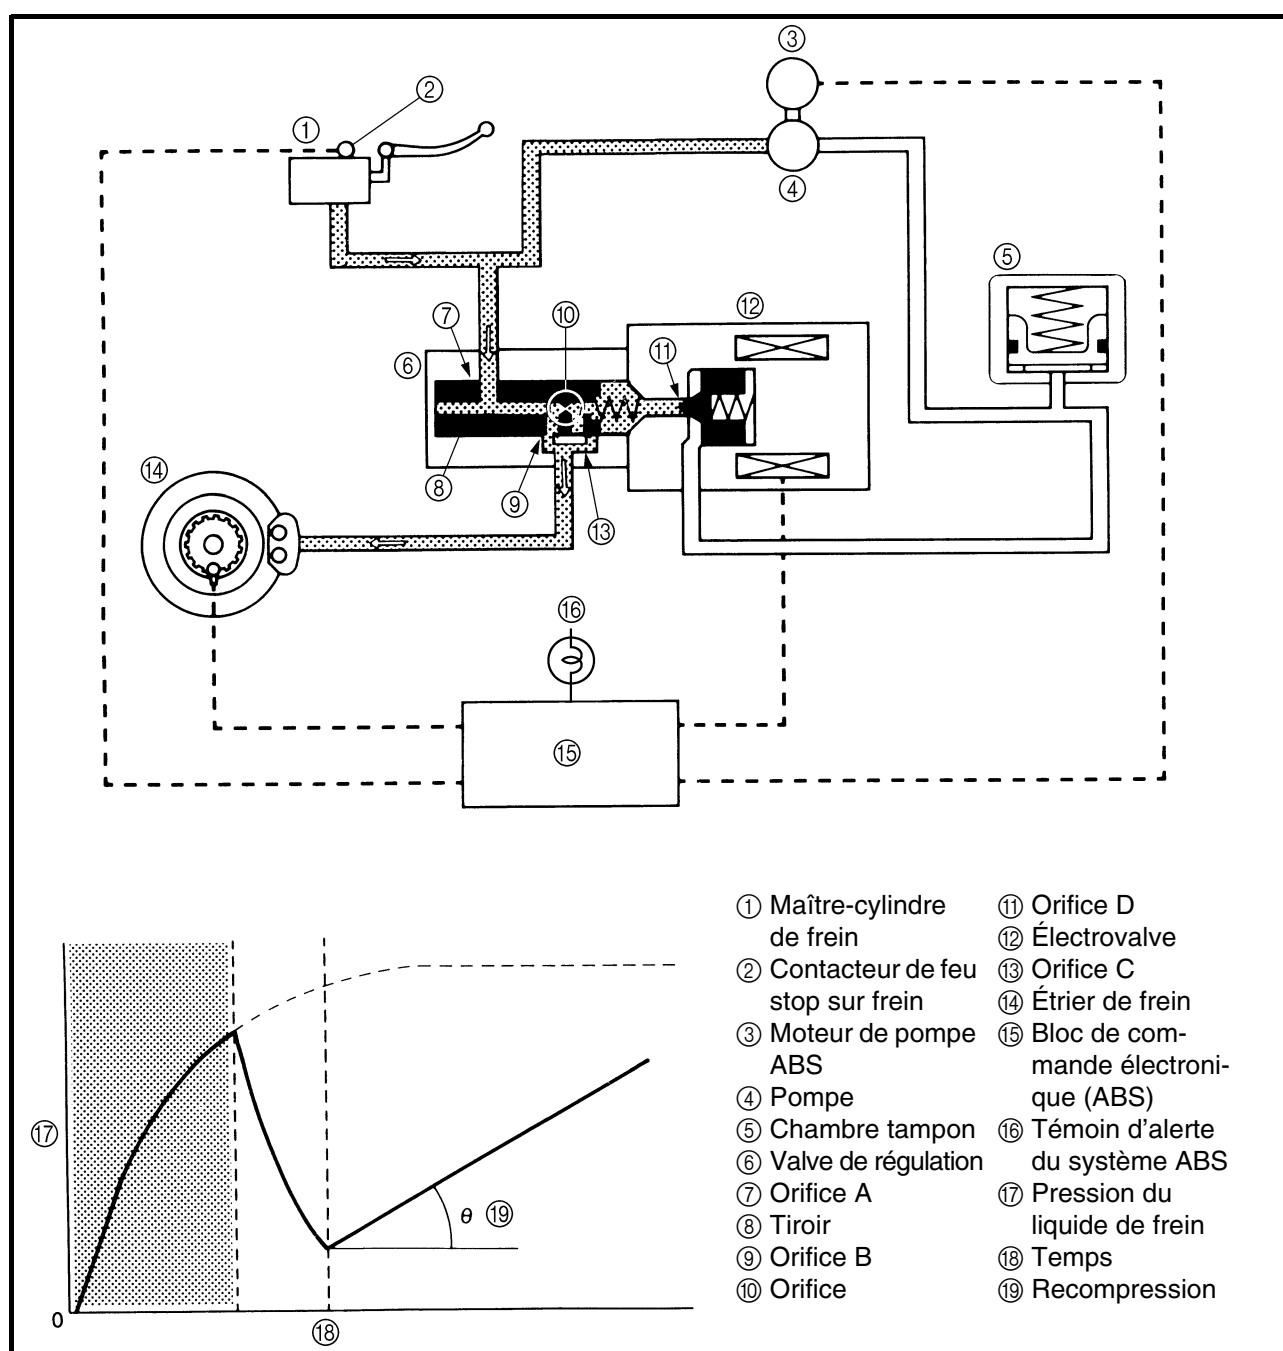 ③
②
①
④
⑤
⑦
⑩
⑫
⑥
⑪
⑭
⑧
⑨
⑬
⑯
⑮
⑰
θ ⑲
0
⑱
① Maître-cylindre
de frein
② Contacteur de feu
stop sur frein
③ Moteur de pompe
ABS
④ Pompe
⑤ Chambre tampon
⑥ Valve de régulation
⑦ Orifice A
⑧ Tiroir
⑨ Orifice B
⑩ Orifice
⑪ Orifice D
⑫ Électrovalve
⑬ Orifice C
⑭ Étrier de frein
⑮ Bloc de com-
mande électroni-
que (ABS)
⑯ Témoin d’alerte
du système ABS
⑰ Pression du
liquide de frein
⑱ Temps
⑲ Recompression